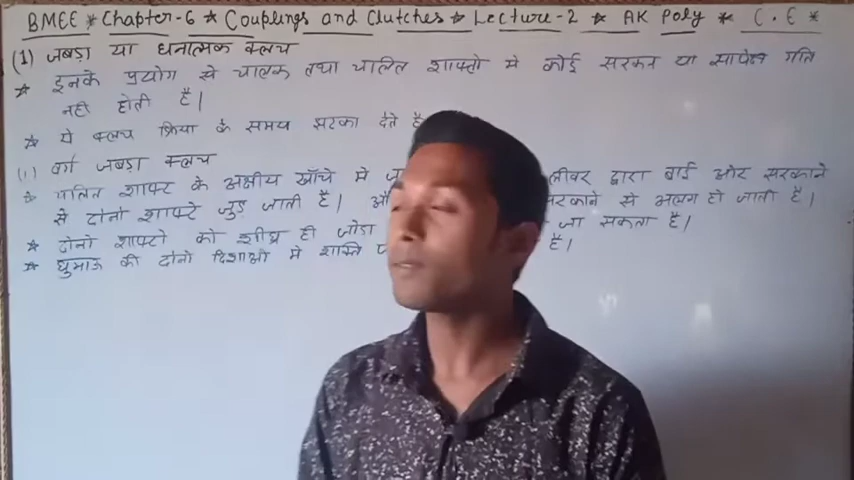 BMEE * Chapter-6 * Couplings and Clutches * Lecture-2 * AK Poly * C.E *
(1) जबड़ा या धनात्मक क्लच
* इनके प्रयोग से चालक तथा चालित शाफ्टो मे कोई सरकन या सापेक्ष गति
नही होती है|
* ये क्लच क्रिया के समय झटका देते है
(i) वर्ग जबड़ा क्लच
* चालित शाफ्ट के अक्षीय खाँचे मे लीवर द्वारा बाई ओर सरकाने
से दोनो शाफ्टे जुड़ जाती है| सरकाने से अलग हो जाती है|
* दोनो शाफ्टो को शीघ्र ही जोडा जा सकता है|
* घुमाऊ की दोनो दिशाओ मे शक्ति है|